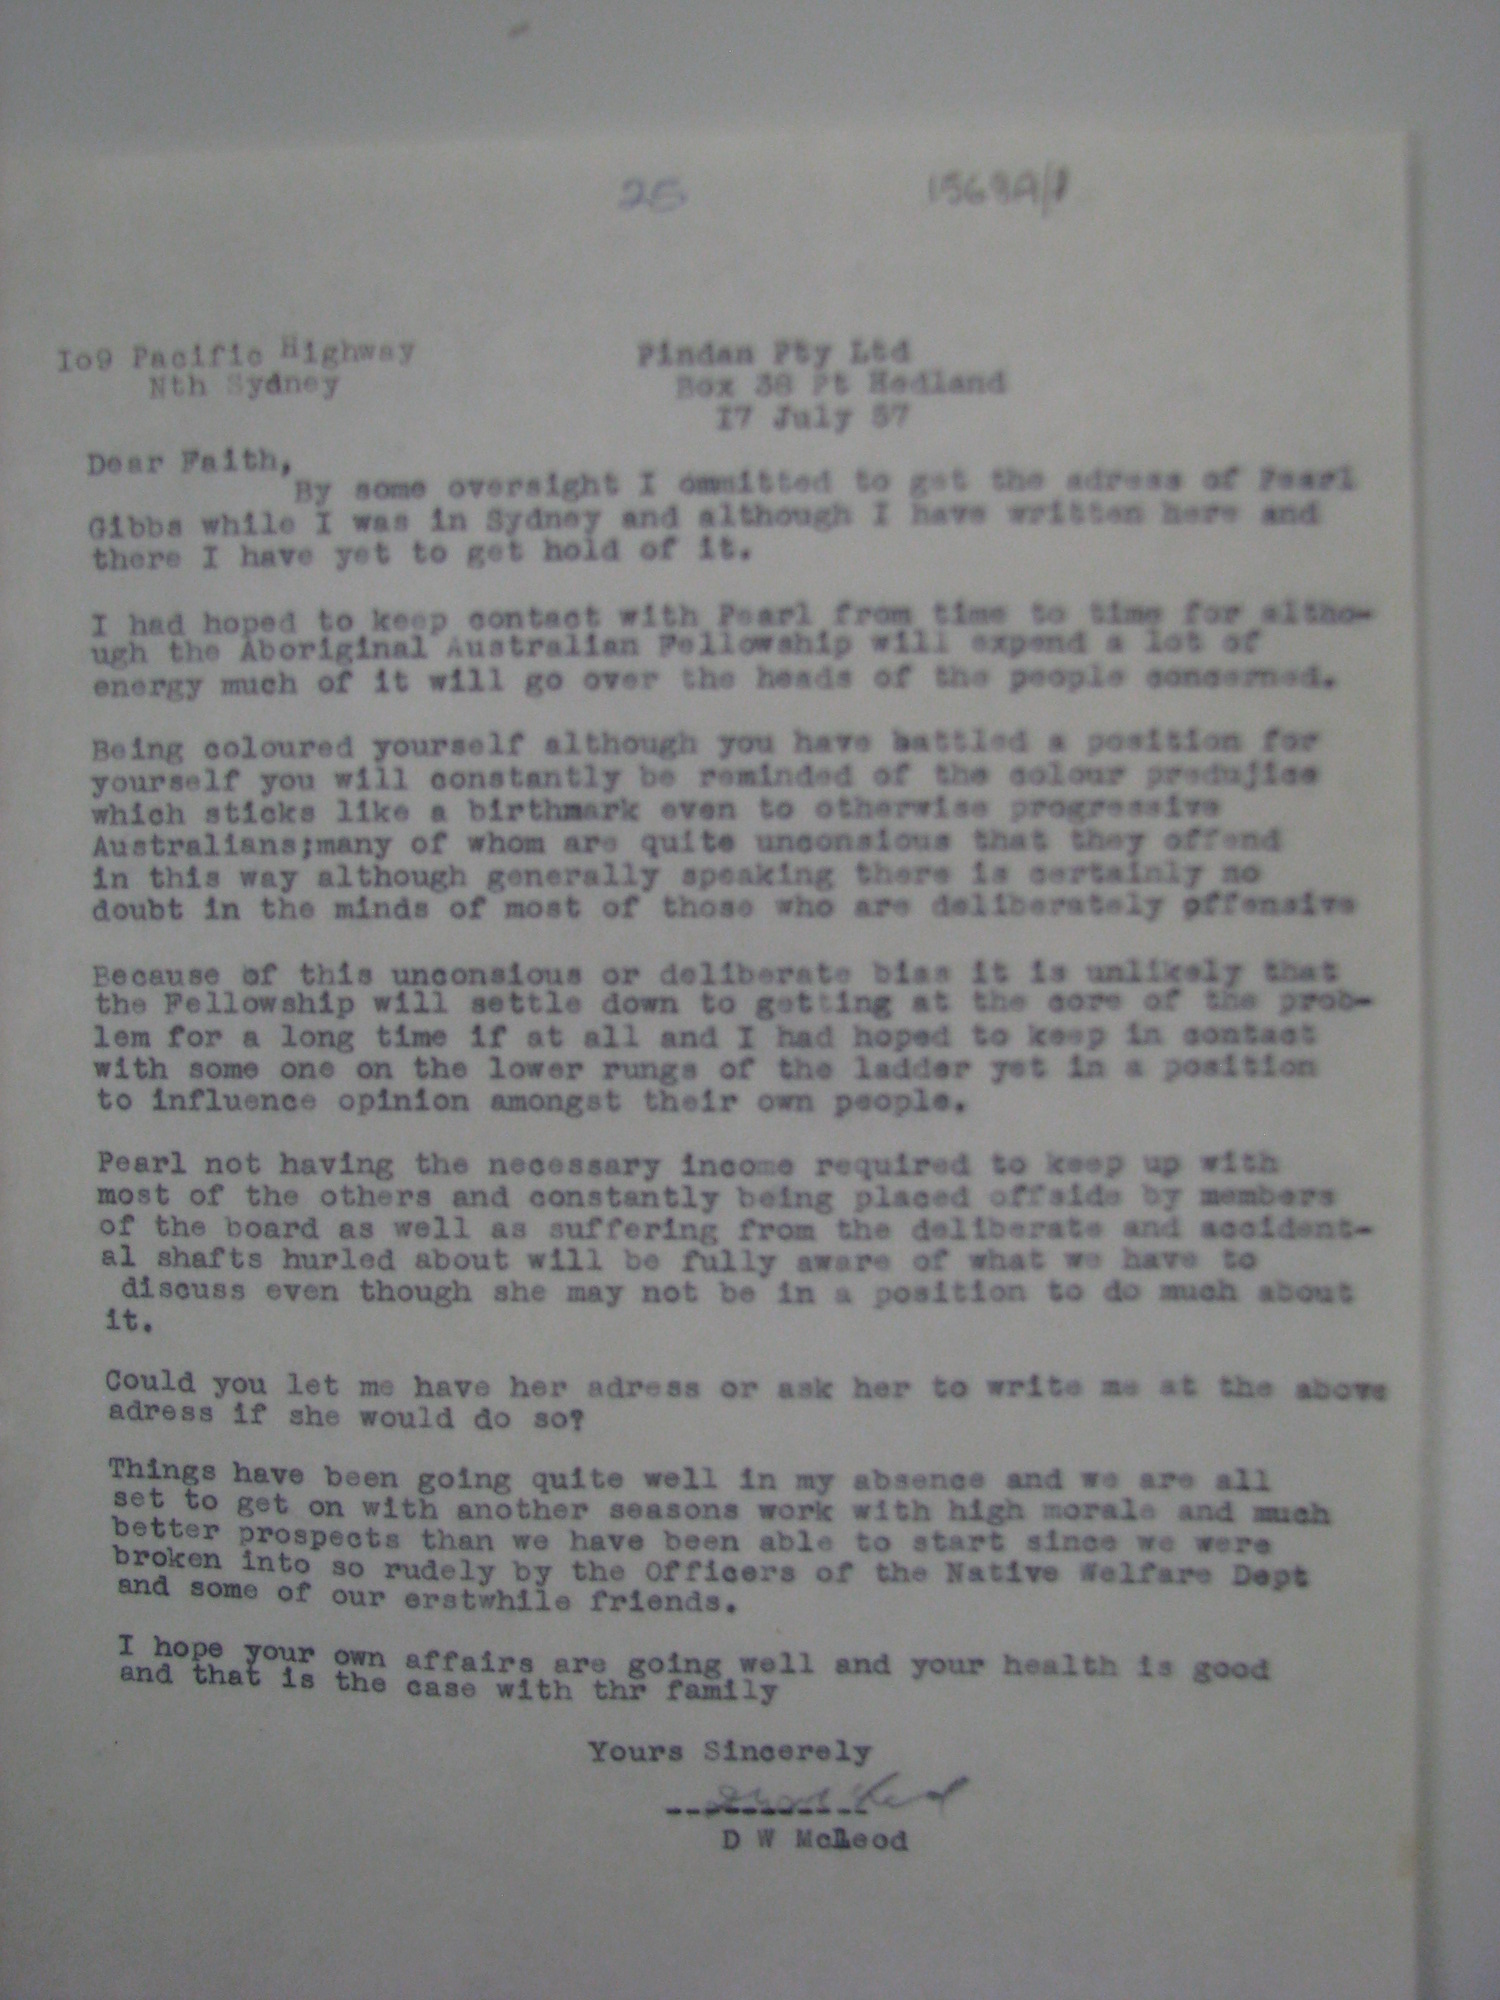 25 1568A/1
Io9 Pacific Highway Pindan Pty Ltd
Nth Sydney Box 38 Pt Hedland
I7 July 57
Dear Faith,
By some oversight I ommitted to get the adress of Pearl
Gibbs while I was in Sydney and although I have written here and
there I have yet to get hold of it.
I had hoped to keep contact with Pearl from time to time for altho-
ugh the Aboriginal Australian Fellowship will expend a lot of
energy much of it will go over the heads of the people concerned.
Being coloured yourself although you have battled a position for
yourself you will constantly be reminded of the colour predujice
which sticks like a birthmark even to otherwise progressive
Australians;many of whom are quite unconsious that they offend
in this way although generally speaking there is certainly no
doubt in the minds of most of those who are deliberately offensive
Because of this unconsious or deliberate bias it is unlikely that
the Fellowship will settle down to getting at the core of the prob-
lem for a long time if at all and I had hoped to keep in contact
with some one on the lower rungs of the ladder yet in a position
to influence opinion amongst their own people.
Pearl not having the necessary income required to keep up with
most of the others and constantly being placed offside by members
of the board as well as suffering from the deliberate and accident-
al shafts hurled about will be fully aware of what we have to
discuss even though she may not be in a position to do much about
it.
Could you let me have her adress or ask her to write me at the above
adress if she would do so?
Things have been going quite well in my absence and we are all
set to get on with another seasons work with high morale and much
better prospects than we have been able to start since we were
broken into so rudely by the Officers of the Native Welfare Dept
and some of our erstwhile friends.
I hope your own affairs are going well and your health is good
and that is the case with thr family
Yours Sincerely
D W McLeod